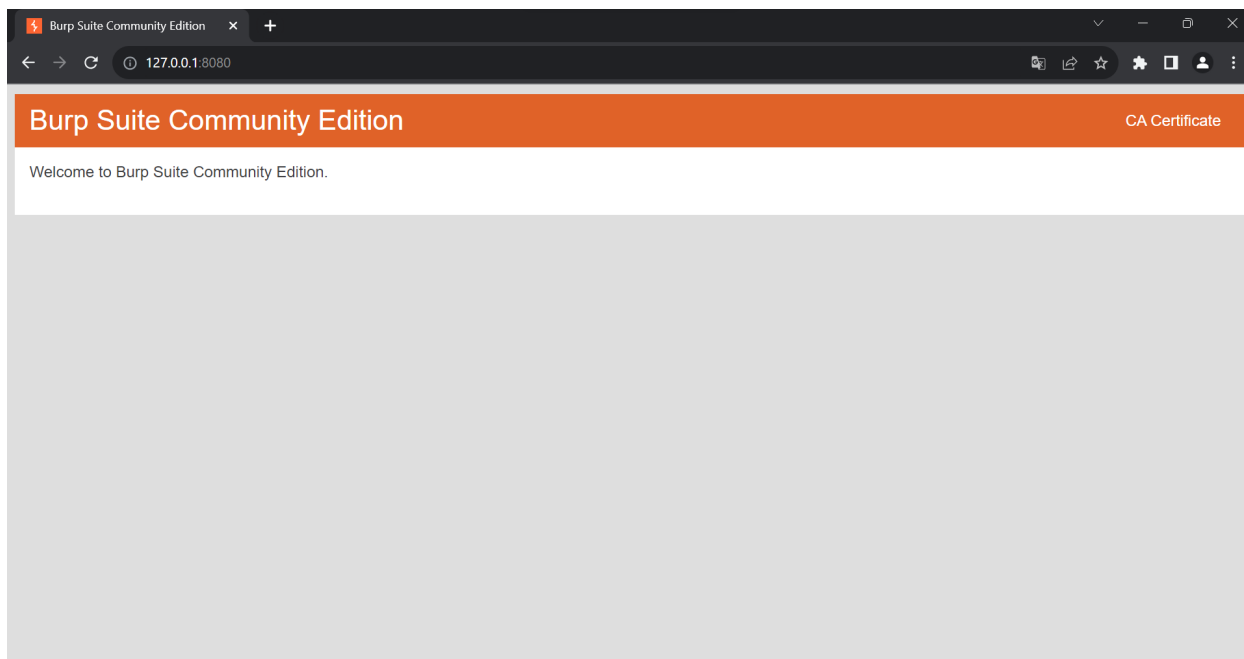 Burp Suite Community Edition
127.0.0.1:8080
Burp Suite Community Edition
CA Certificate
Welcome to Burp Suite Community Edition.